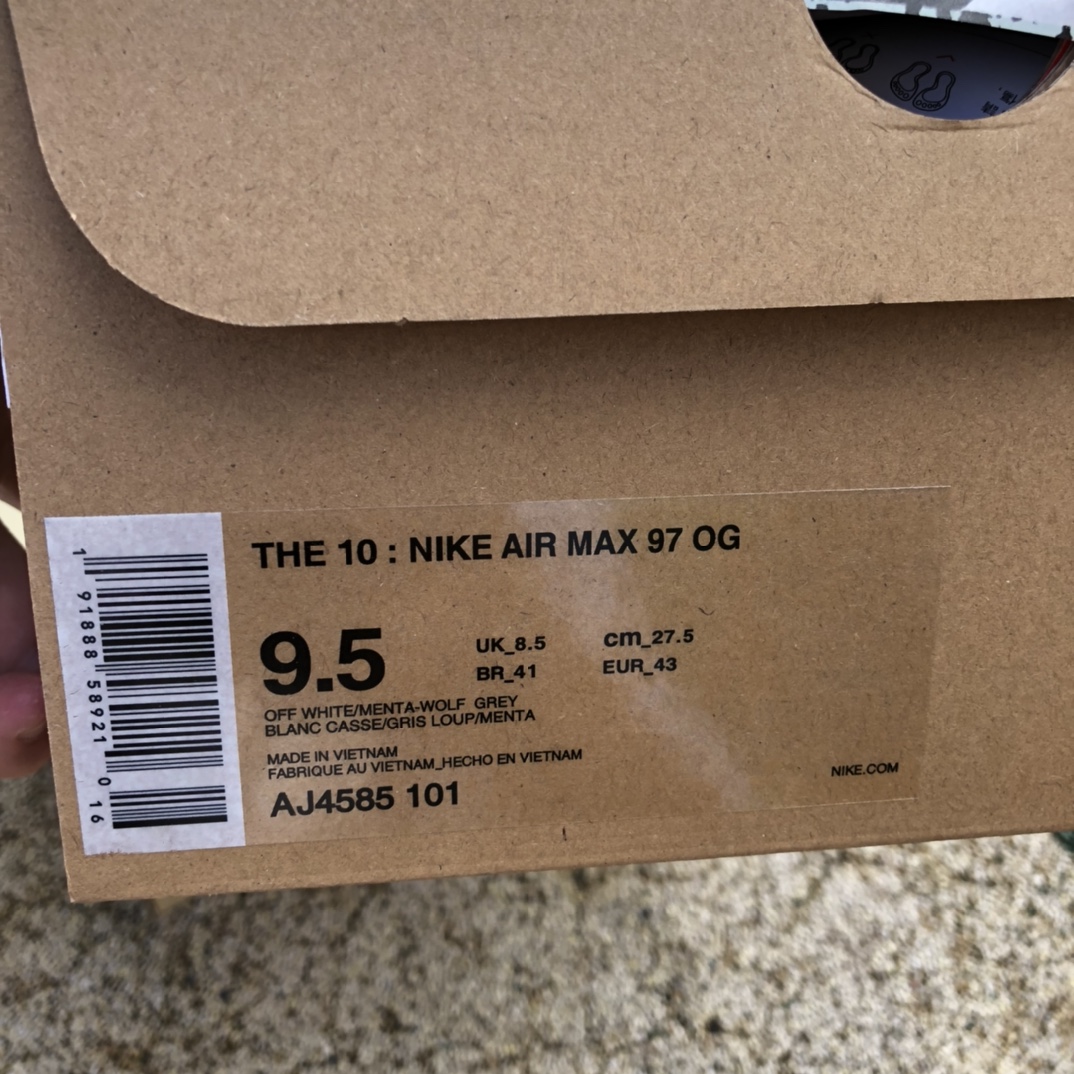 THE 10 : NIKE AIR MAX 97 OG
9.5
UK_8.5
cm_27.5
BR_41
EUR_43
OFF WHITE/MENTA-WOLF GREY
BLANC CASSE/GRIS LOUP/MENTA
MADE IN VIETNAM
FABRIQUE AU VIETNAM_HECHO EN VIETNAM
NIKE.COM
AJ4585 101
1 91888 58921 0 16